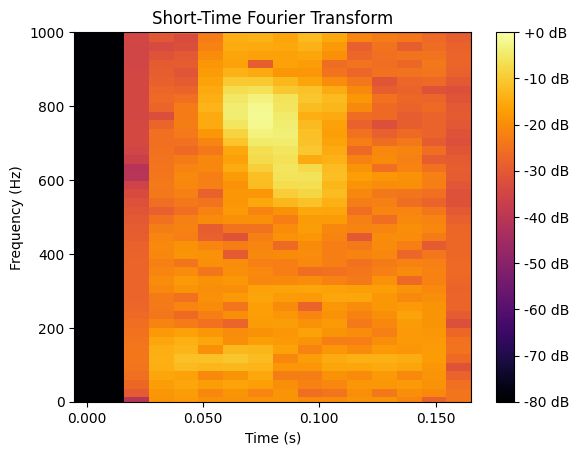 Short-Time Fourier Transform
1000
800
600
400
200
0
Frequency (Hz)
0.000
0.050
0.100
0.150
Time (s)
+0 dB
-10 dB
-20 dB
-30 dB
-40 dB
-50 dB
-60 dB
-70 dB
-80 dB